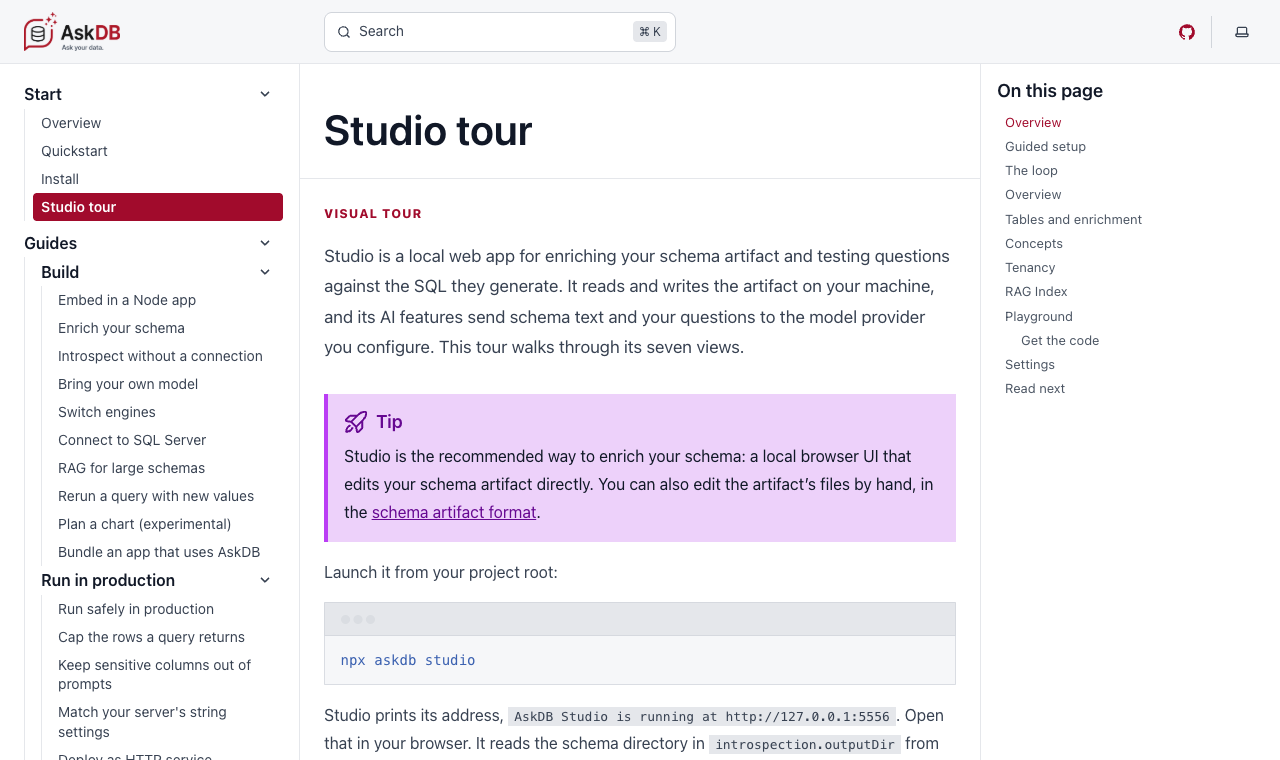 AskDB
Ask your data.
Search
⌘ K
Start
Overview
Quickstart
Install
Studio tour
Guides
Build
Embed in a Node app
Enrich your schema
Introspect without a connection
Bring your own model
Switch engines
Connect to SQL Server
RAG for large schemas
Rerun a query with new values
Plan a chart (experimental)
Bundle an app that uses AskDB
Run in production
Run safely in production
Cap the rows a query returns
Keep sensitive columns out of
prompts
Match your server's string
settings
Deploy as HTTP service
Studio tour
VISUAL TOUR
Studio is a local web app for enriching your schema artifact and testing questions
against the SQL they generate. It reads and writes the artifact on your machine,
and its AI features send schema text and your questions to the model provider
you configure. This tour walks through its seven views.
Tip
Studio is the recommended way to enrich your schema: a local browser UI that
edits your schema artifact directly. You can also edit the artifact’s files by hand, in
the schema artifact format.
Launch it from your project root:
npx askdb studio
Studio prints its address, AskDB Studio is running at http://127.0.0.1:5556. Open
that in your browser. It reads the schema directory in introspection.outputDir from
On this page
Overview
Guided setup
The loop
Overview
Tables and enrichment
Concepts
Tenancy
RAG Index
Playground
Get the code
Settings
Read next